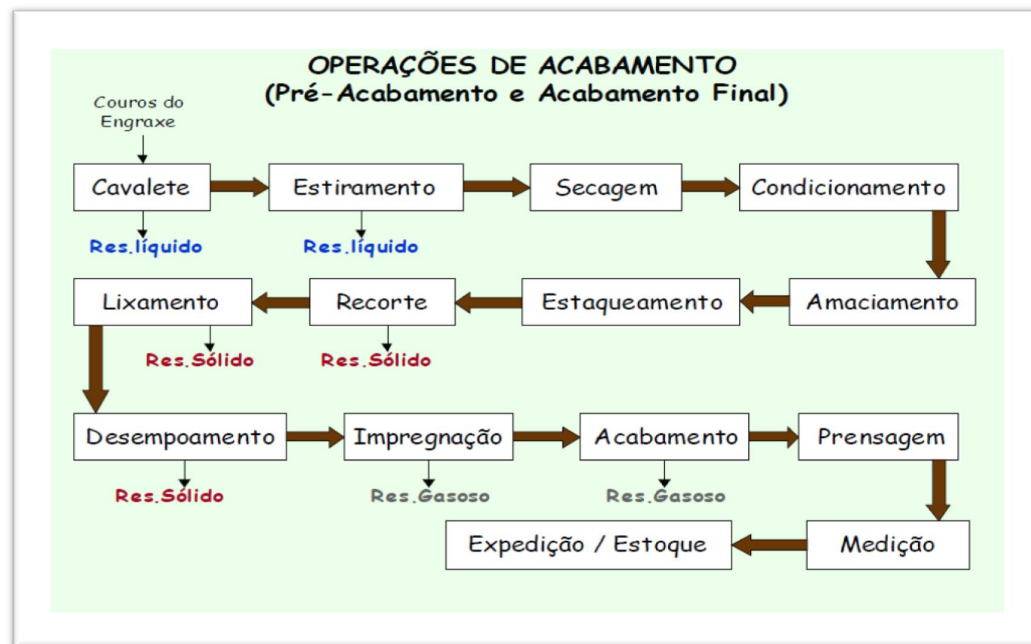 OPERAÇÕES DE ACABAMENTO
(Pré-Acabamento e Acabamento Final)
Couros do
Engraxe
Cavalete
Estiramento
Secagem
Condicionamento
Res.líquido
Res.líquido
Lixamento
Recorte
Estaqueamento
Amaciamento
Res.Sólido
Res.Sólido
Desempoamento
Impregnação
Acabamento
Prensagem
Res.Sólido
Res.Gasoso
Res.Gasoso
Expedição / Estoque
Medição